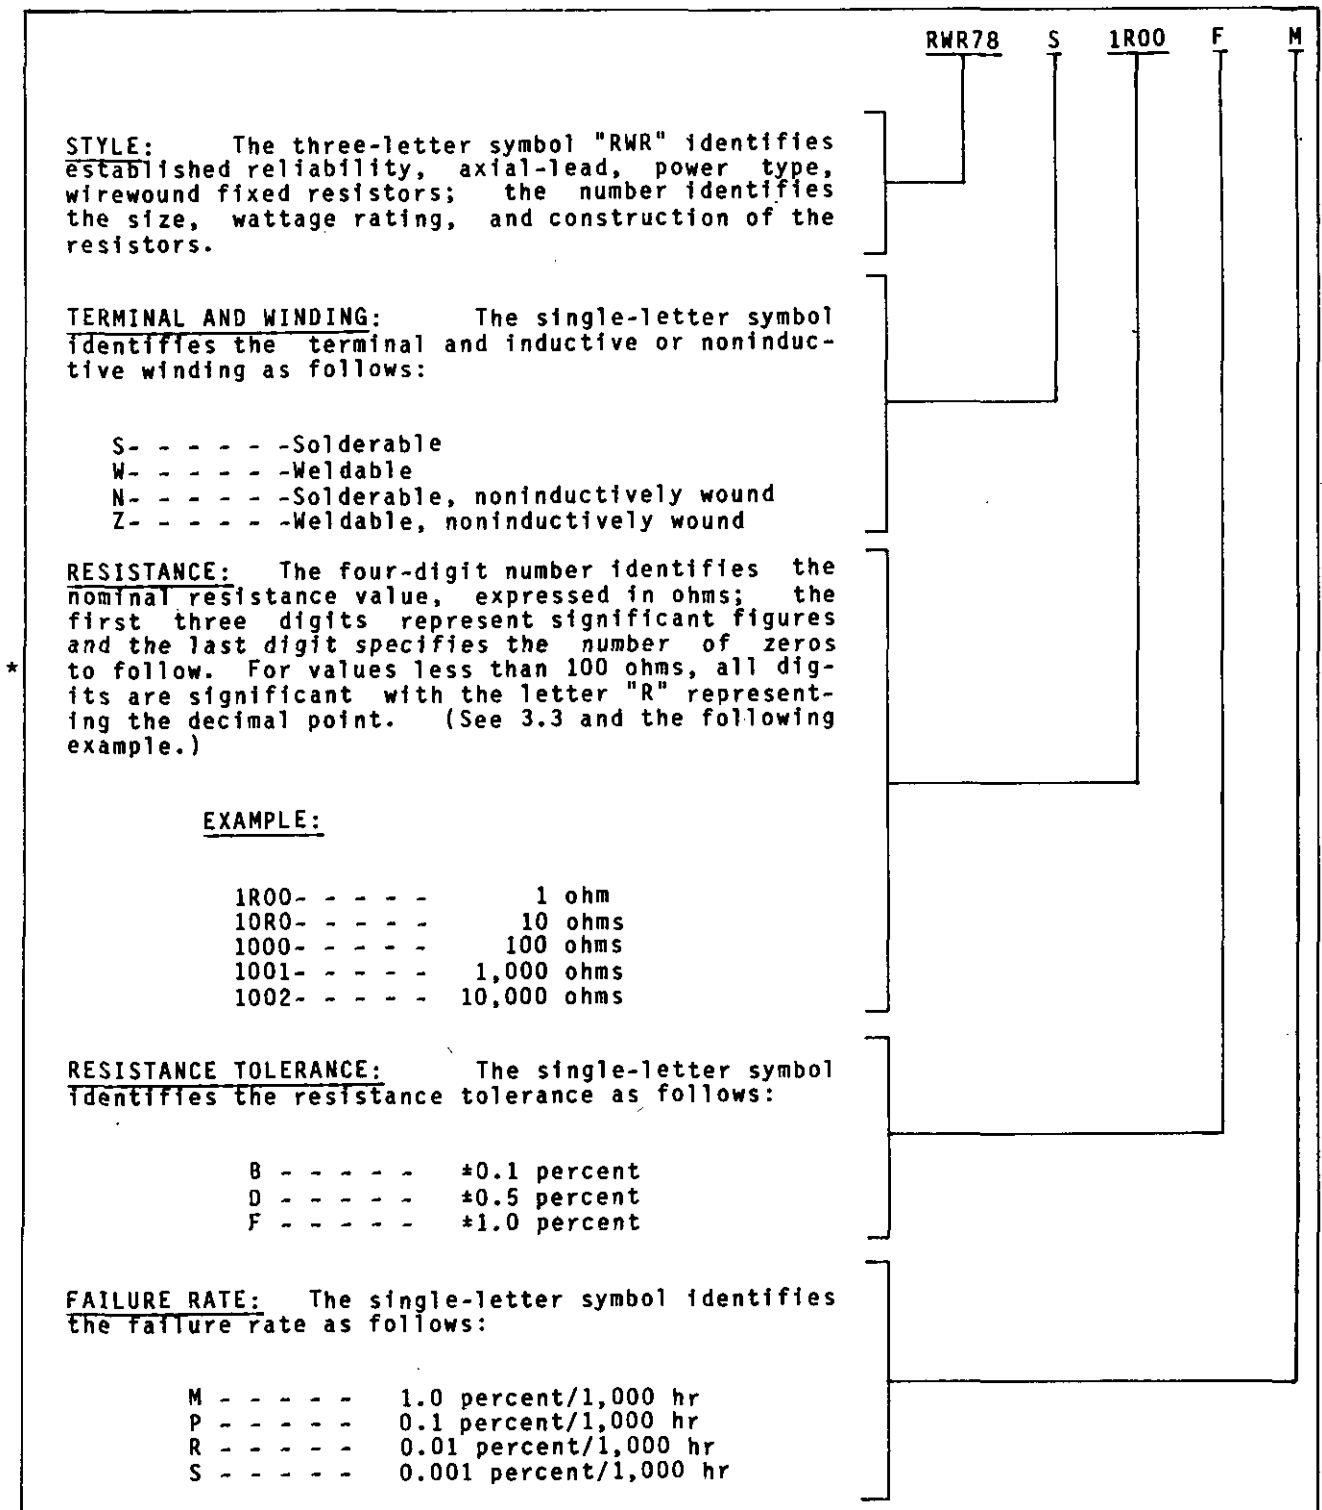 RWR78 S 1R00 F M
STYLE: The three-letter symbol "RWR" identifies
established reliability, axial-lead, power type,
wirewound fixed resistors; the number identifies
the size, wattage rating, and construction of the
resistors.
TERMINAL AND WINDING: The single-letter symbol
identifies the terminal and inductive or noninduc-
tive winding as follows:
S- - - - - -Solderable
W- - - - - -Weldable
N- - - - - -Solderable, noninductively wound
Z- - - - - -Weldable, noninductively wound
RESISTANCE: The four-digit number identifies the
nominal resistance value, expressed in ohms; the
first three digits represent significant figures
and the last digit specifies the number of zeros
* to follow. For values less than 100 ohms, all dig-
its are significant with the letter "R" represent-
ing the decimal point. (See 3.3 and the following
example.)
EXAMPLE:
1R00- - - - - 1 ohm
10R0- - - - - 10 ohms
1000- - - - - 100 ohms
1001- - - - - 1,000 ohms
1002- - - - - 10,000 ohms
RESISTANCE TOLERANCE: The single-letter symbol
identifies the resistance tolerance as follows:
B - - - - - ±0.1 percent
D - - - - - ±0.5 percent
F - - - - - ±1.0 percent
FAILURE RATE: The single-letter symbol identifies
the failure rate as follows:
M - - - - - 1.0 percent/1,000 hr
P - - - - - 0.1 percent/1,000 hr
R - - - - - 0.01 percent/1,000 hr
S - - - - - 0.001 percent/1,000 hr